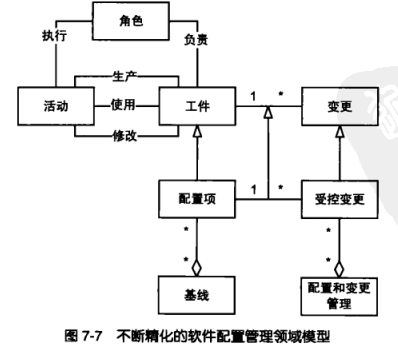 角色
执行
负责
生产
活动
使用
工件
1
*
变更
修改
配置项
1
*
受控变更
*
*
*
*
基线
配置和变更
管理
图 7-7 不断精化的软件配置管理领域模型